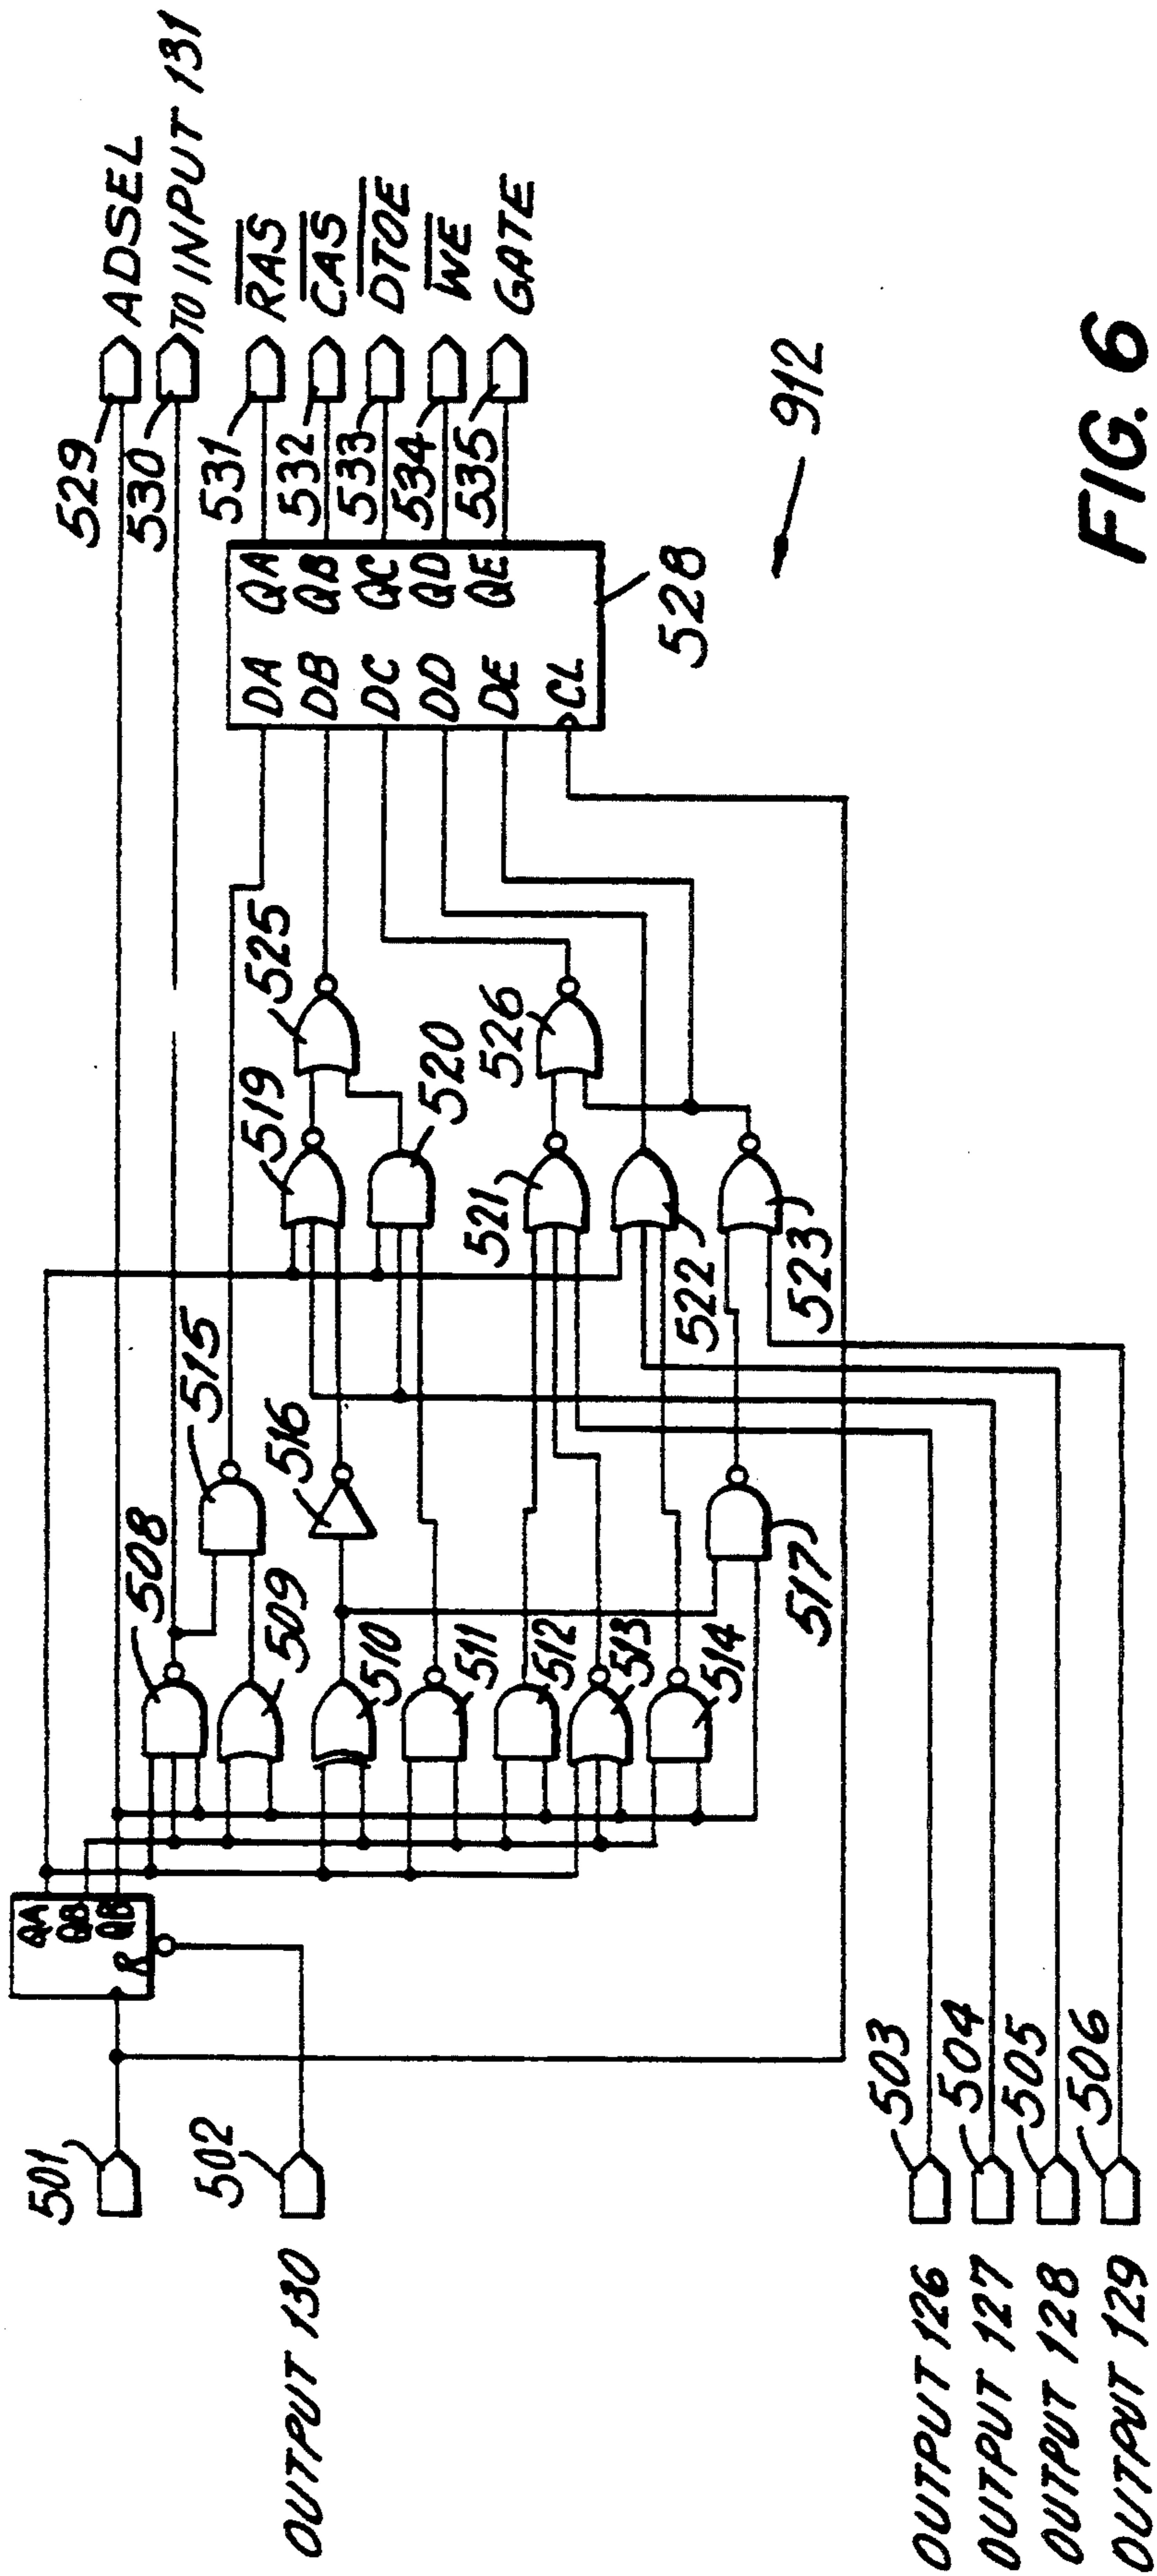 501
502
OUTPUT 130
QA
QB
QB
R
508
509
510
511
512
513
514
515
516
517
519
520
521
522
523
525
526
DA QA
DB QB
DC QC
DD QD
DE QE
CL
528
529
ADSEL
530
TO INPUT 131
531
RAS
532
CAS
533
DTOE
534
WE
535
GATE
912
503
OUTPUT 126
504
OUTPUT 127
505
OUTPUT 128
506
OUTPUT 129
FIG. 6